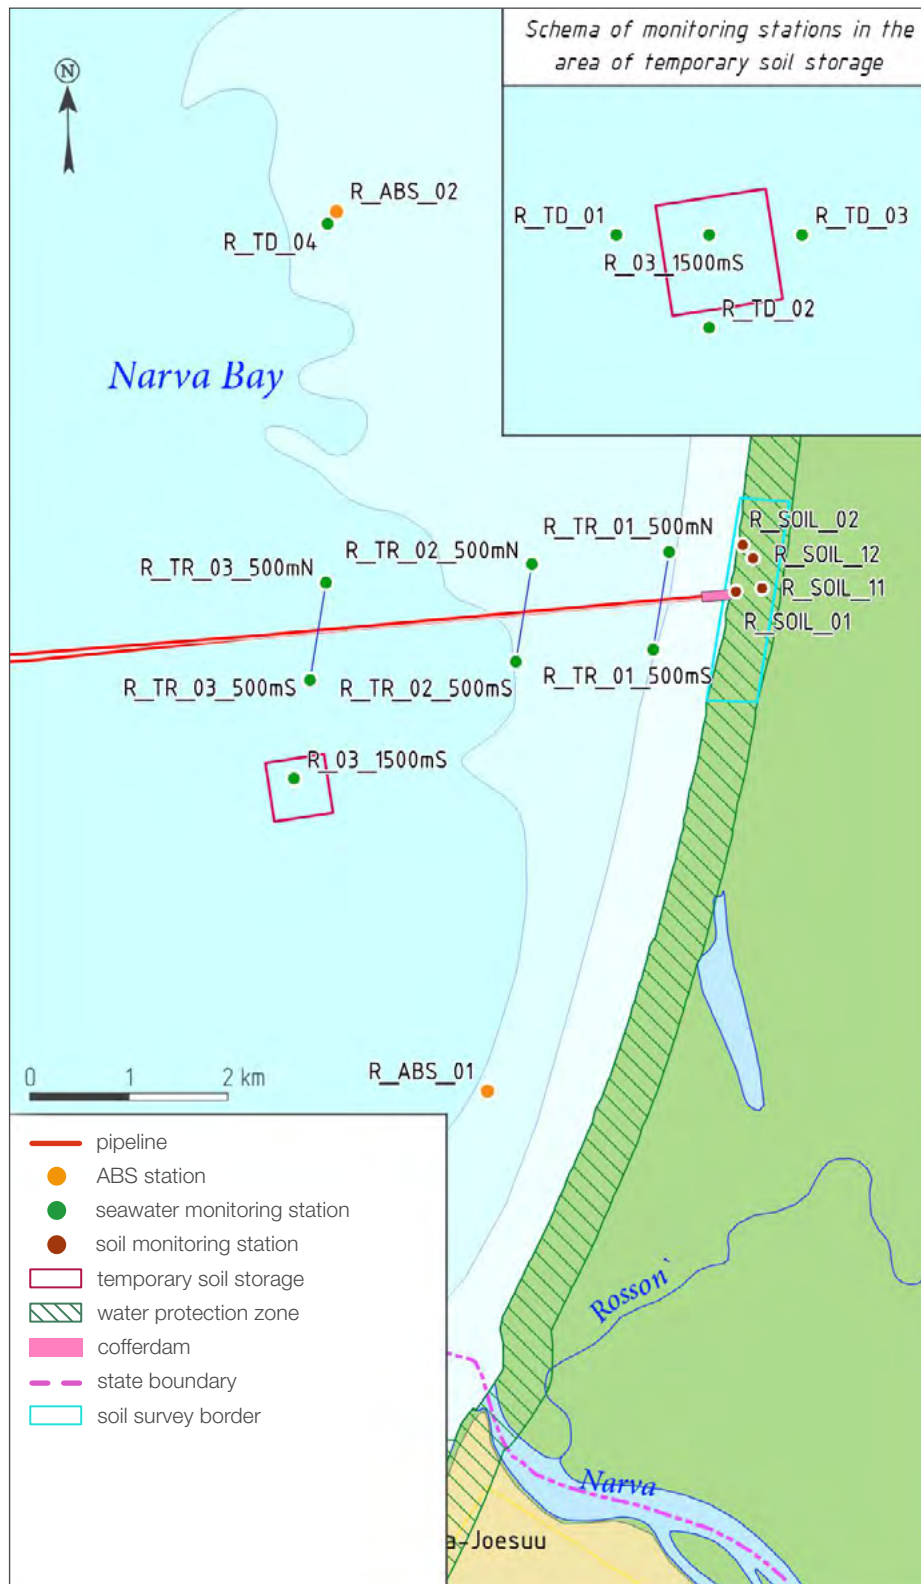 Schema of monitoring stations in the
area of temporary soil storage
N
R_ABS_02
R_TD_04
R_TD_01
R_TD_03
R_03_1500mS
R_TD_02
Narva Bay
R_SOIL_02
R_TR_01_500mN
R_TR_02_500mN
R_SOIL_12
R_TR_03_500mN
R_SOIL_11
R_SOIL_01
R_TR_01_500mS
R_TR_03_500mS
R_TR_02_500mS
R_03_1500mS
R_ABS_01
0 1 2 km
pipeline
ABS station
seawater monitoring station
soil monitoring station
temporary soil storage
water protection zone
cofferdam
state boundary
soil survey border
Rosson`
Narva
a-Joesuu